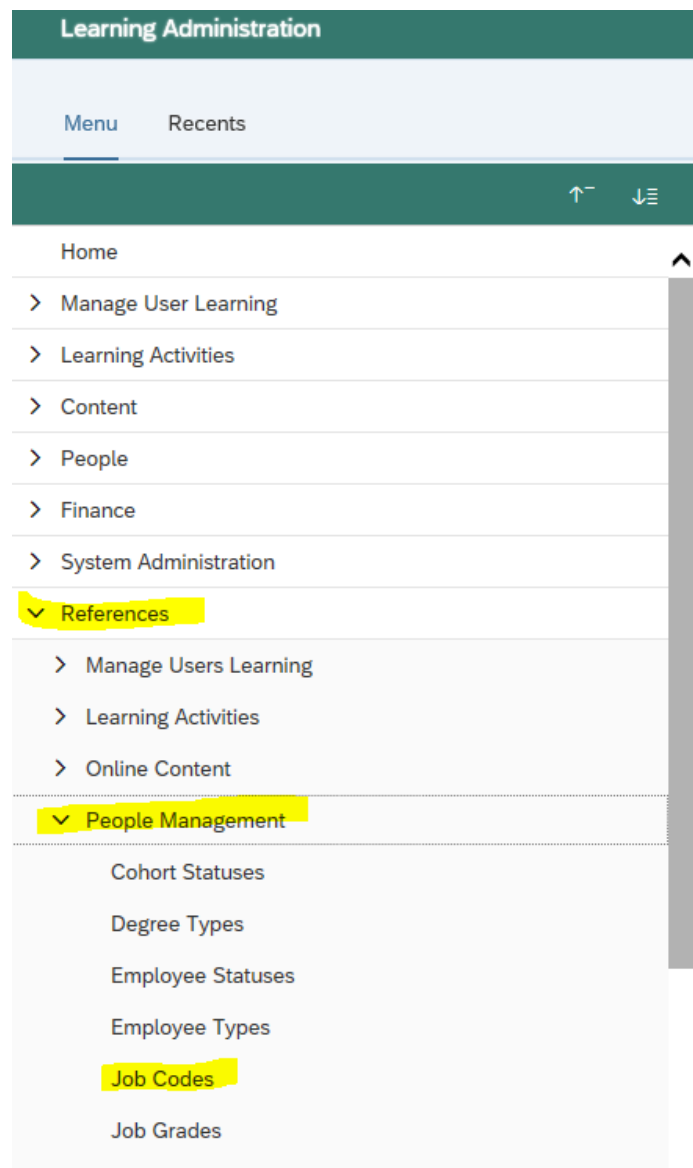 Learning Administration
Menu Recents
Home
Manage User Learning
Learning Activities
Content
People
Finance
System Administration
References
Manage Users Learning
Learning Activities
Online Content
People Management
Cohort Statuses
Degree Types
Employee Statuses
Employee Types
Job Codes
Job Grades